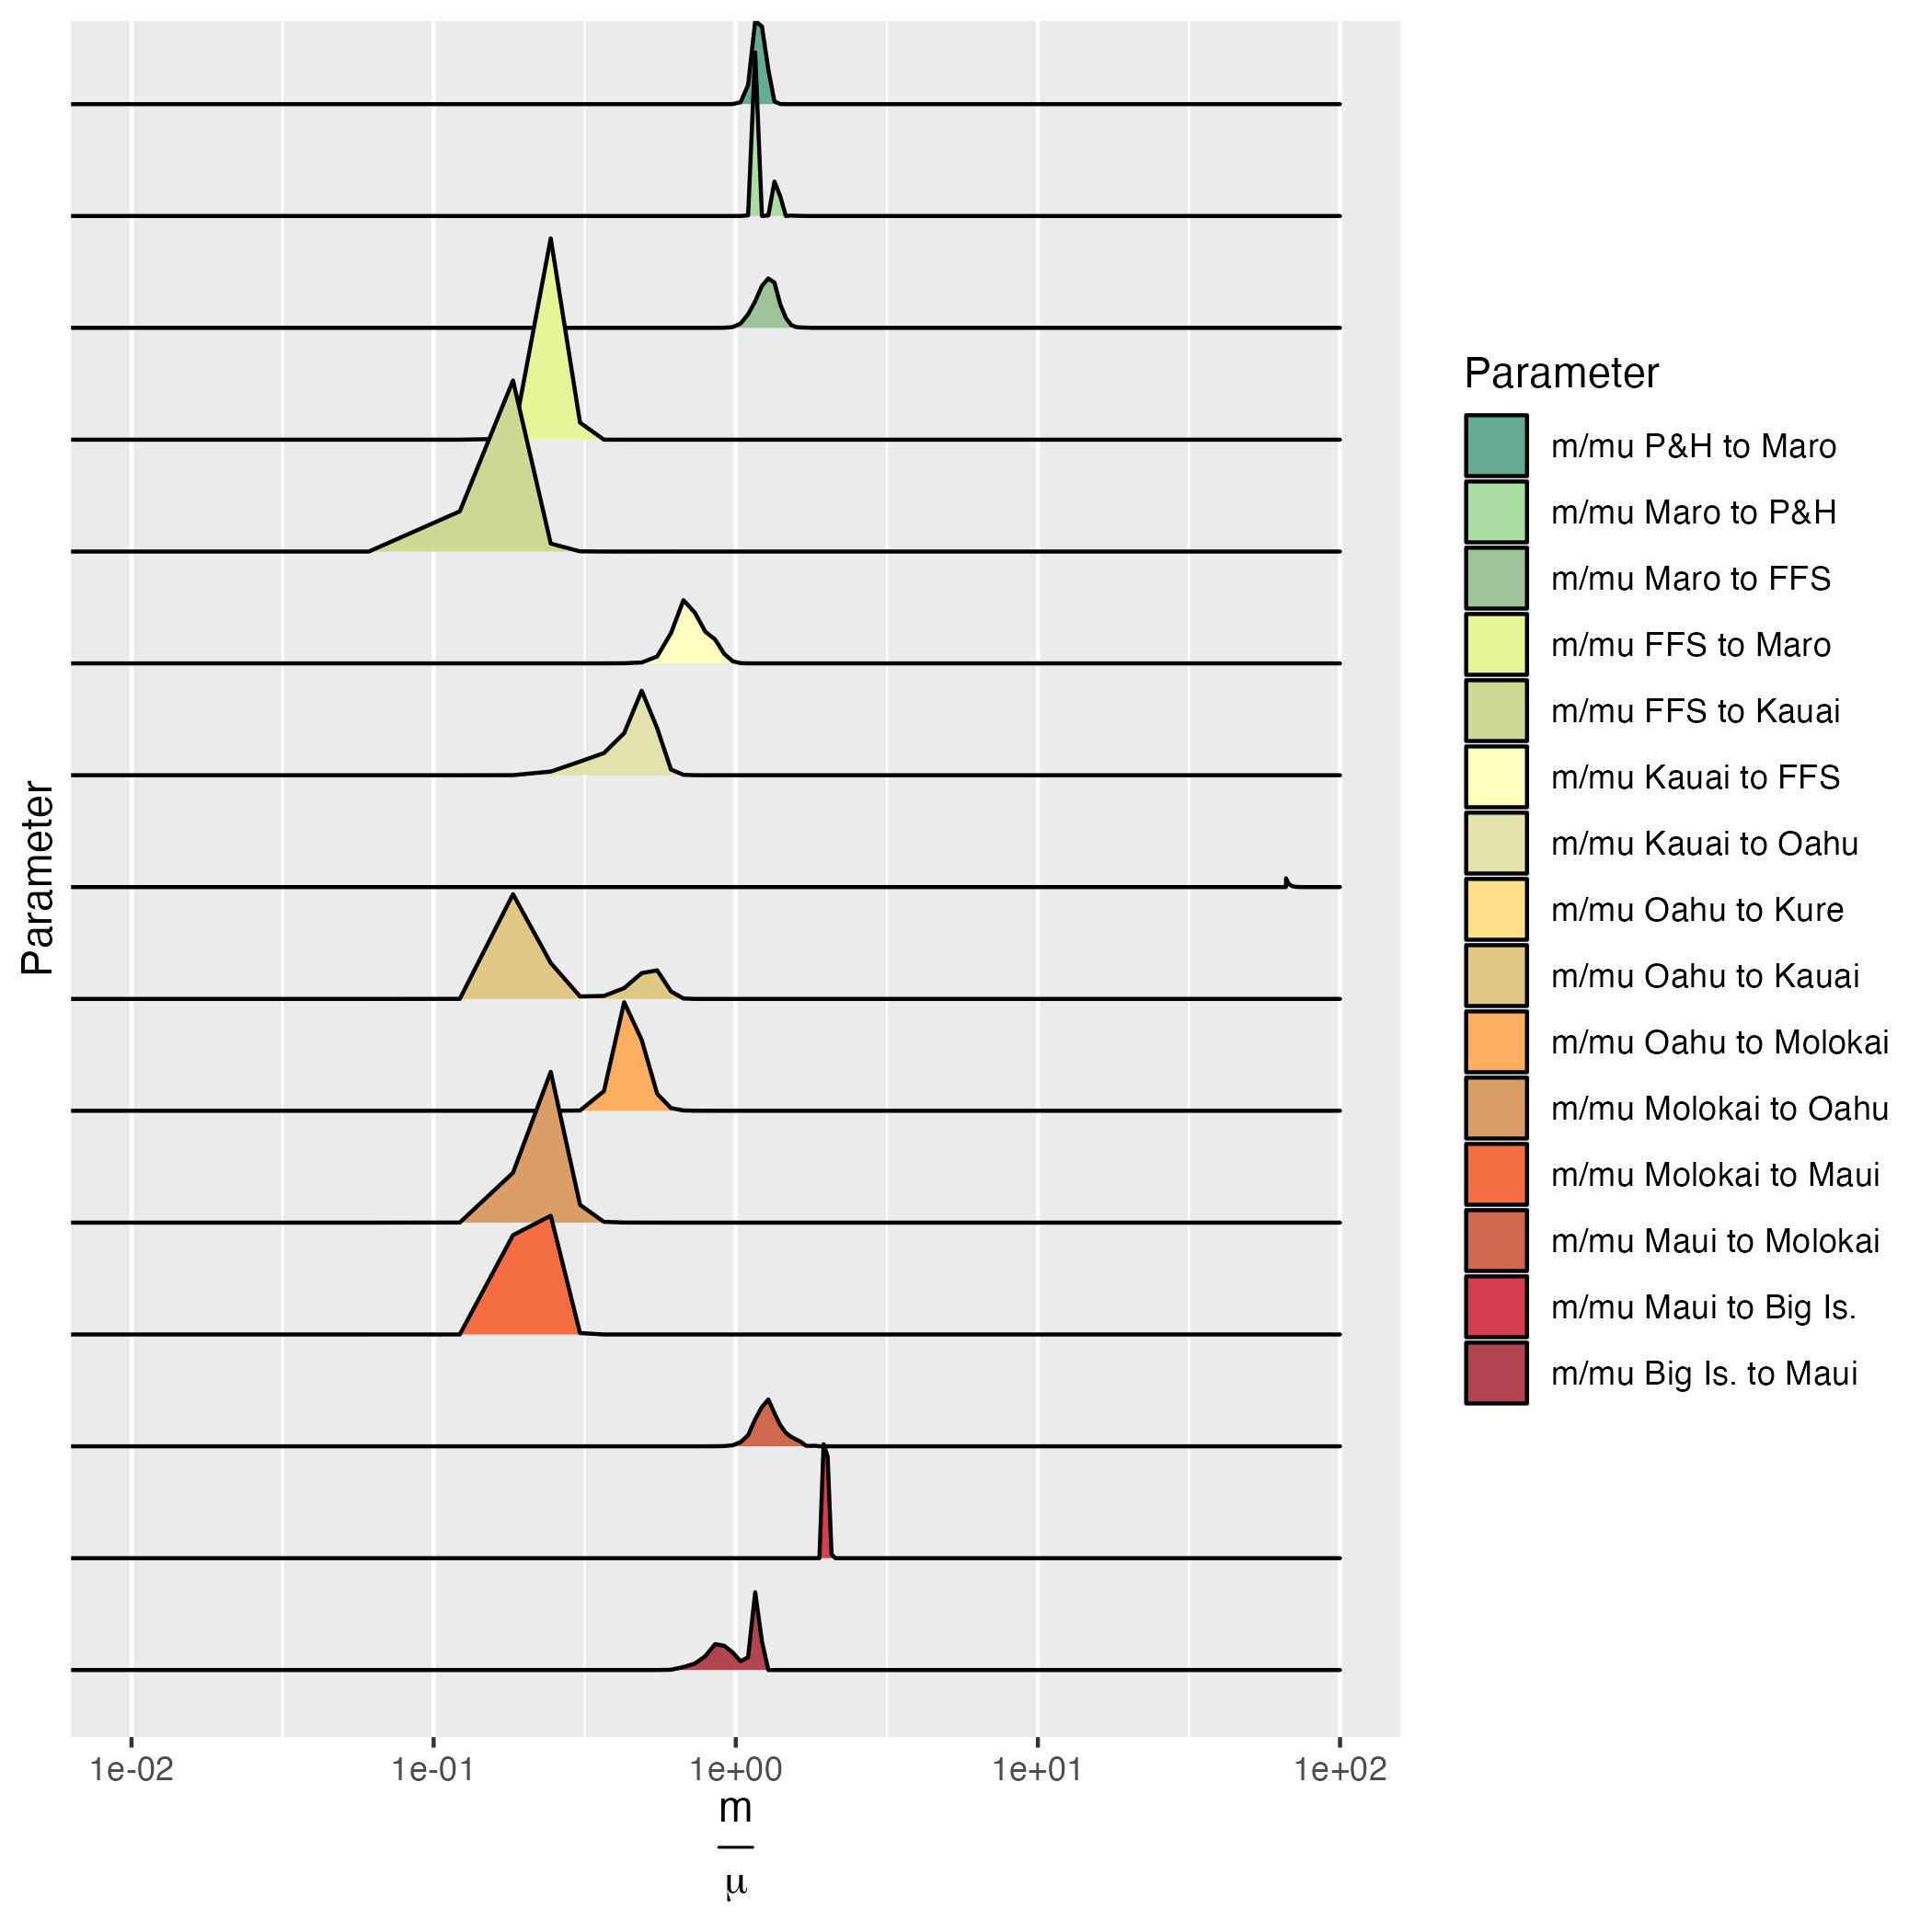 Parameter
1e-02
1e-01
1e+00
1e+01
1e+02
m
μ
Parameter
m/mu P&H to Maro
m/mu Maro to P&H
m/mu Maro to FFS
m/mu FFS to Maro
m/mu FFS to Kauai
m/mu Kauai to FFS
m/mu Kauai to Oahu
m/mu Oahu to Kure
m/mu Oahu to Kauai
m/mu Oahu to Molokai
m/mu Molokai to Oahu
m/mu Molokai to Maui
m/mu Maui to Molokai
m/mu Maui to Big Is.
m/mu Big Is. to Maui